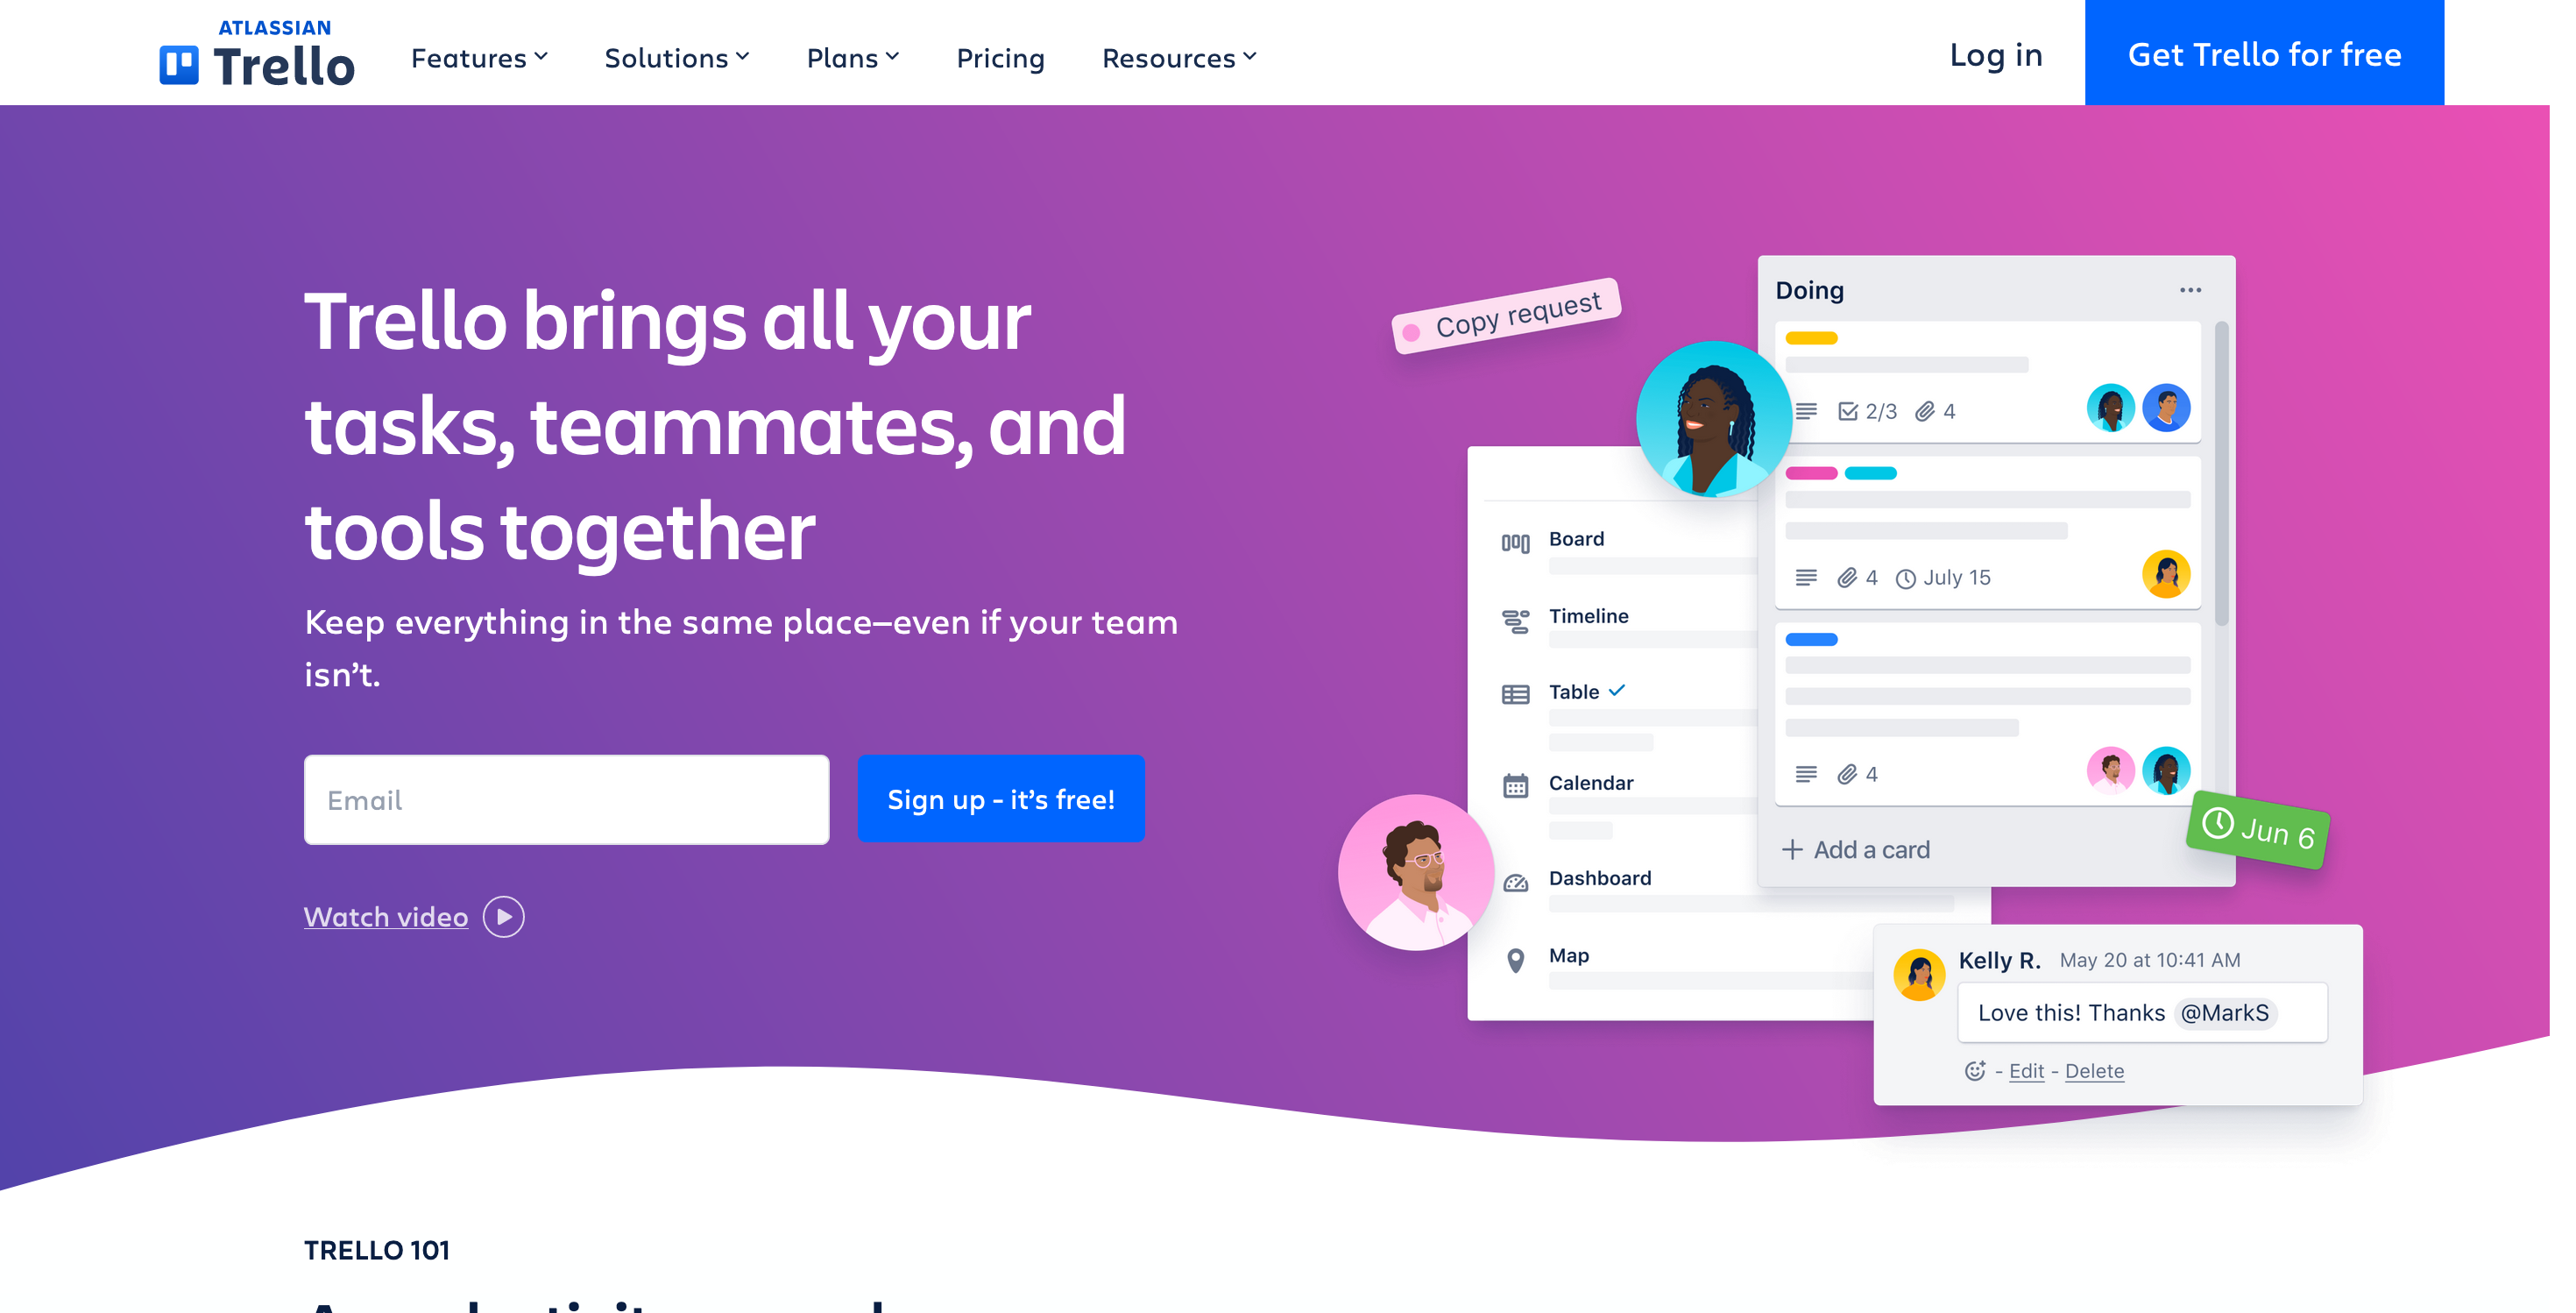 ATLASSIAN
Trello
Features
Solutions
Plans
Pricing
Resources
Log in
Get Trello for free
Trello brings all your
tasks, teammates, and
tools together
Keep everything in the same place—even if your team
isn’t.
Email
Sign up - it’s free!
Watch video
Copy request
Doing
2/3 4
4 July 15
4
Add a card
Jun 6
Board
Timeline
Table
Calendar
Dashboard
Map
Kelly R. May 20 at 10:41 AM
Love this! Thanks @MarkS
- Edit - Delete
TRELLO 101